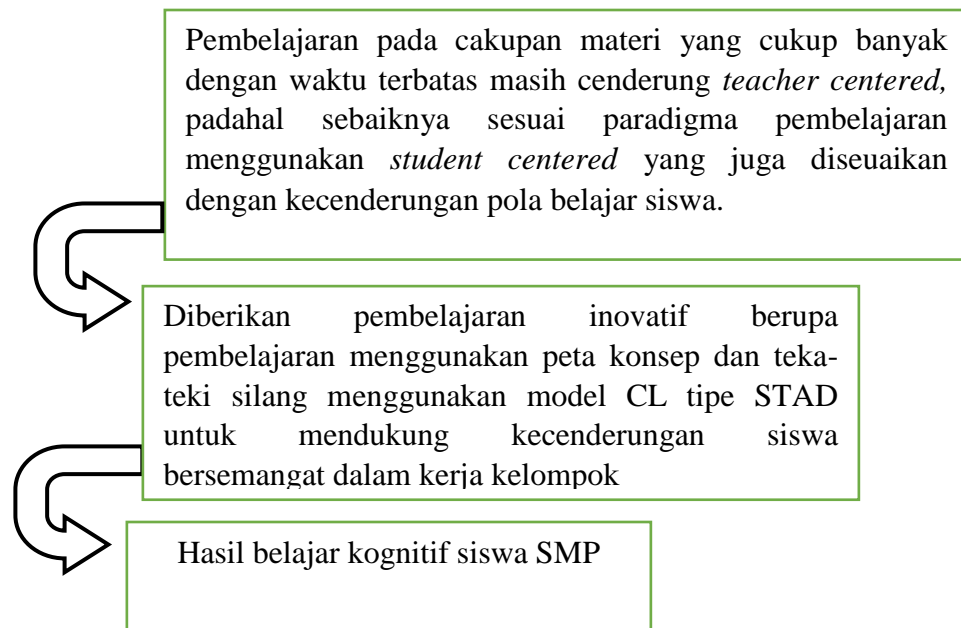 Pembelajaran pada cakupan materi yang cukup banyak
dengan waktu terbatas masih cenderung teacher centered,
padahal sebaiknya sesuai paradigma pembelajaran
menggunakan student centered yang juga diseuaikan
dengan kecenderungan pola belajar siswa.
Diberikan pembelajaran inovatif berupa
pembelajaran menggunakan peta konsep dan teka-
teki silang menggunakan model CL tipe STAD
untuk mendukung kecenderungan siswa
bersemangat dalam kerja kelompok
Hasil belajar kognitif siswa SMP